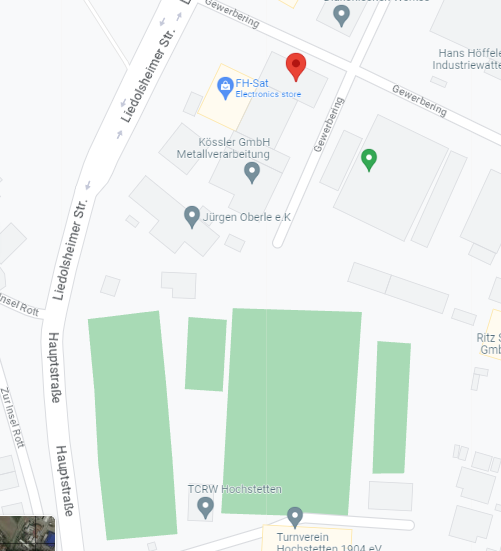 Gewerbering
Liedolsheimer Str.
Hans Höffele
Industriewatte
FH-Sat
Electronics store
Gewerbering
Gewerbering
Kössler GmbH
Metallverarbeitung
Jürgen Oberle e.K
Liedolsheimer Str.
Insel Rott
Hauptstraße
Ritz S
Gmb
Zur Insel Rott
Hauptstraße
TCRW Hochstetten
Turnverein
Hochstetten 1904 eV